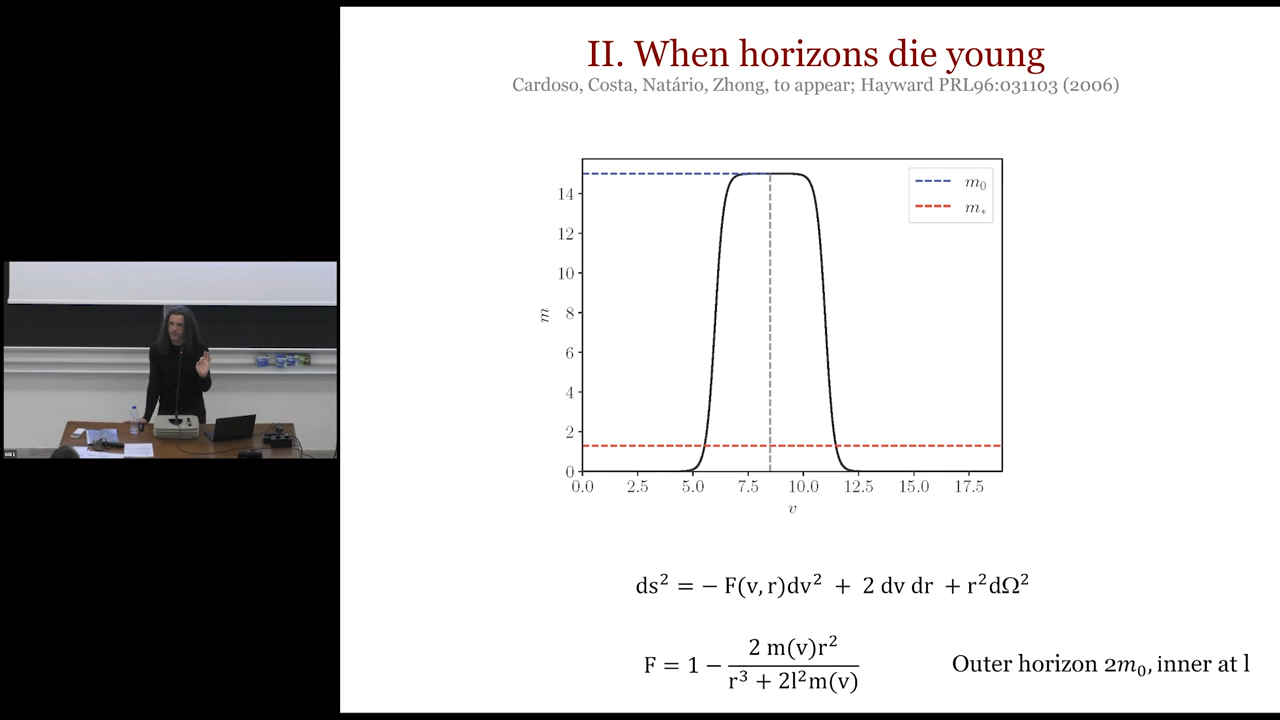 II. When horizons die young
Cardoso, Costa, Natário, Zhong, to appear; Hayward PRL96:031103 (2006)
m₀
m*
14
12
10
8
6
4
2
0
m
0.0 2.5 5.0 7.5 10.0 12.5 15.0 17.5
v
ds² = − F(v, r)dv² + 2 dv dr + r²dΩ²
F = 1 − 2 m(v)r² / r³ + 2l²m(v)
Outer horizon 2m₀, inner at l